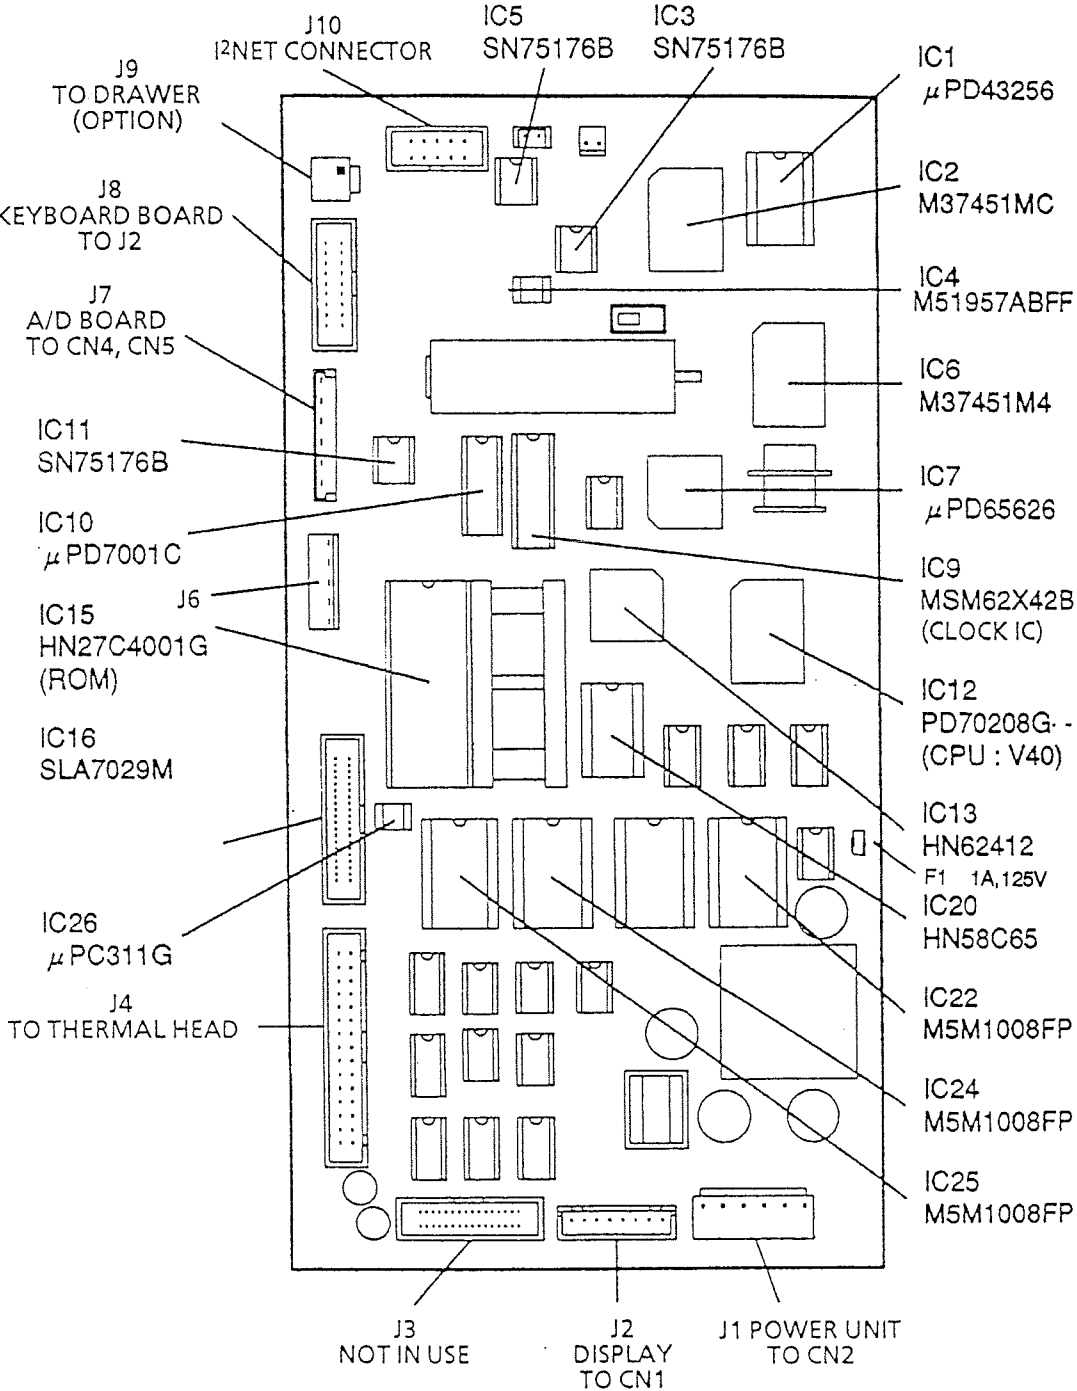 J10
I²NET CONNECTOR
IC5
SN75176B
IC3
SN75176B
J9
TO DRAWER
(OPTION)
J8
KEYBOARD BOARD
TO J2
J7
A/D BOARD
TO CN4, CN5
IC11
SN75176B
IC10
μPD7001C
J6
IC15
HN27C4001G
(ROM)
IC16
SLA7029M
IC26
μPC311G
J4
TO THERMAL HEAD
IC1
μPD43256
IC2
M37451MC
IC4
M51957ABFF
IC6
M37451M4
IC7
μPD65626
IC9
MSM62X42B
(CLOCK IC)
IC12
PD70208G--
(CPU : V40)
IC13
HN62412
F1 1A,125V
IC20
HN58C65
IC22
M5M1008FP
IC24
M5M1008FP
IC25
M5M1008FP
J3
NOT IN USE
J2
DISPLAY
TO CN1
J1 POWER UNIT
TO CN2